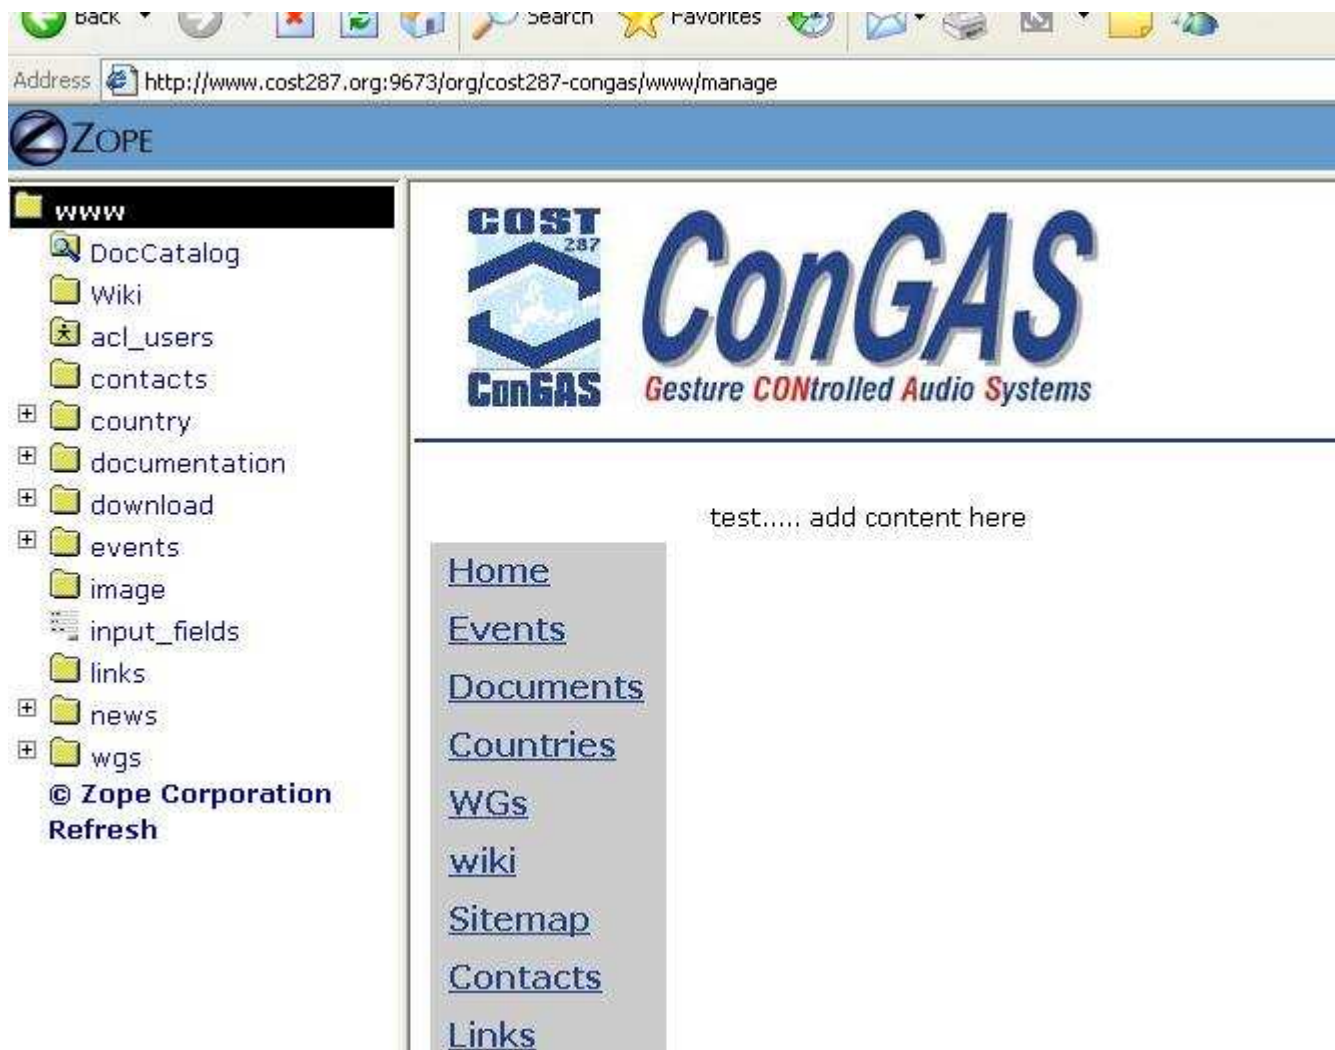 Back Search Favorites
Address http://www.cost287.org:9673/org/cost287-congas/www/manage
ZOPE
www
DocCatalog
Wiki
acl_users
contacts
country
documentation
download
events
image
input_fields
links
news
wgs
© Zope Corporation
Refresh
COST
287
ConGAS
ConGAS
Gesture CONtrolled Audio Systems
test..... add content here
Home
Events
Documents
Countries
WGs
wiki
Sitemap
Contacts
Links